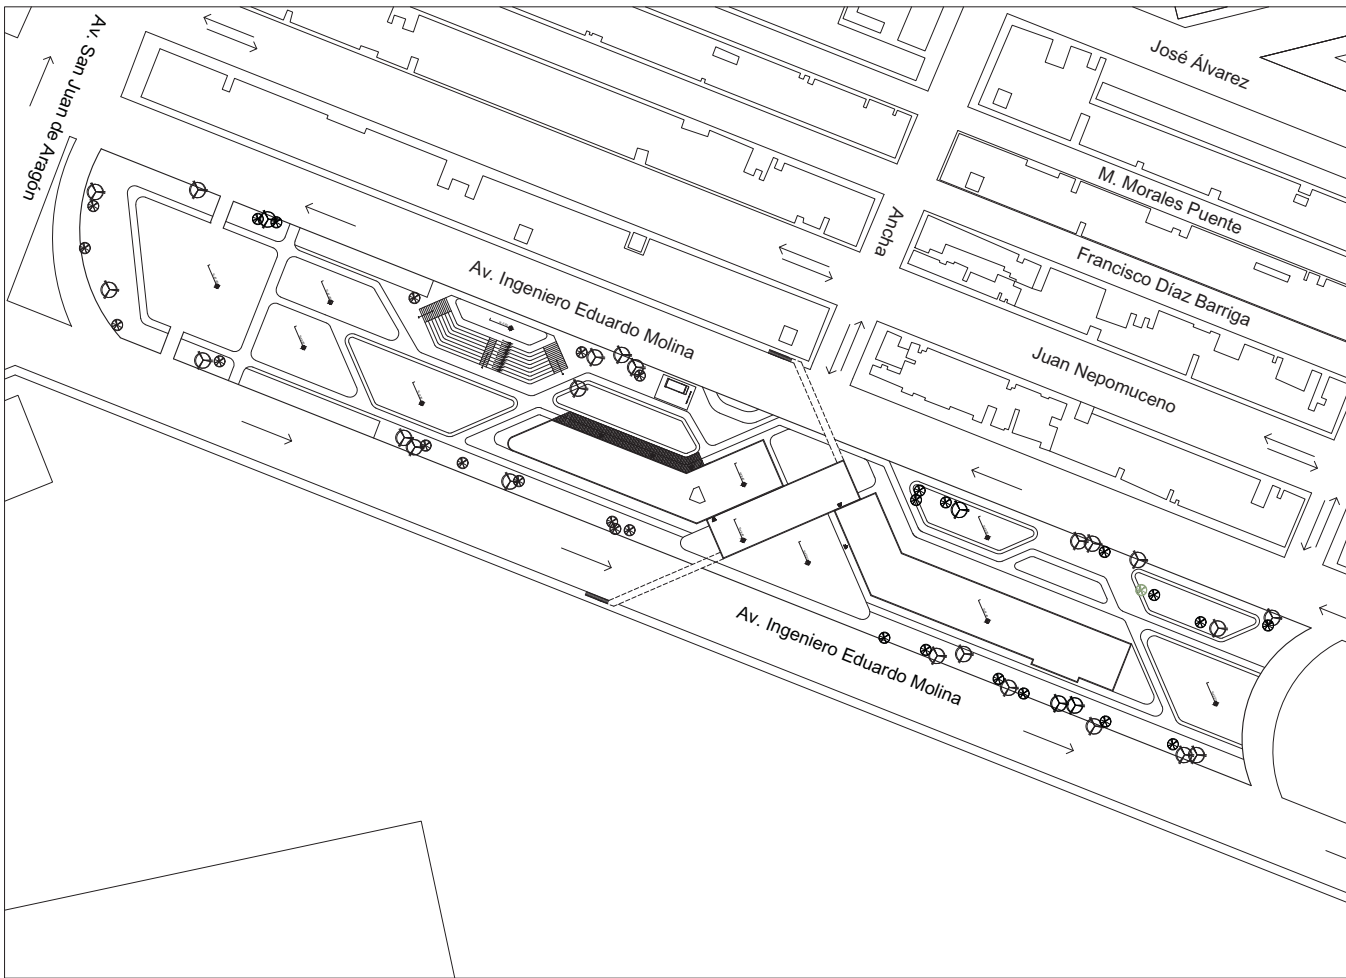 Av. San Juan de Aragón
José Álvarez
M. Morales Puente
Ancha
Francisco Díaz Barriga
Av. Ingeniero Eduardo Molina
Juan Nepomuceno
Av. Ingeniero Eduardo Molina